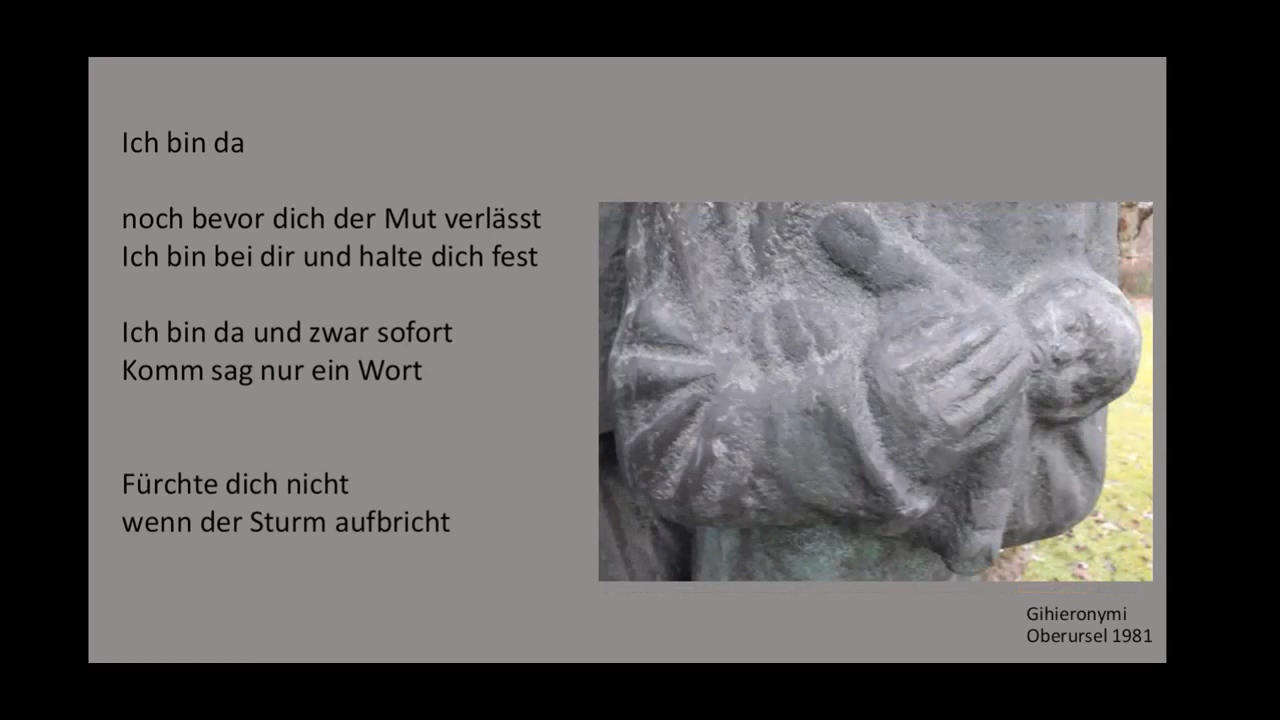 Ich bin da
noch bevor dich der Mut verlässt
Ich bin bei dir und halte dich fest
Ich bin da und zwar sofort
Komm sag nur ein Wort
Fürchte dich nicht
wenn der Sturm aufbricht
Gihieronymi
Oberursel 1981